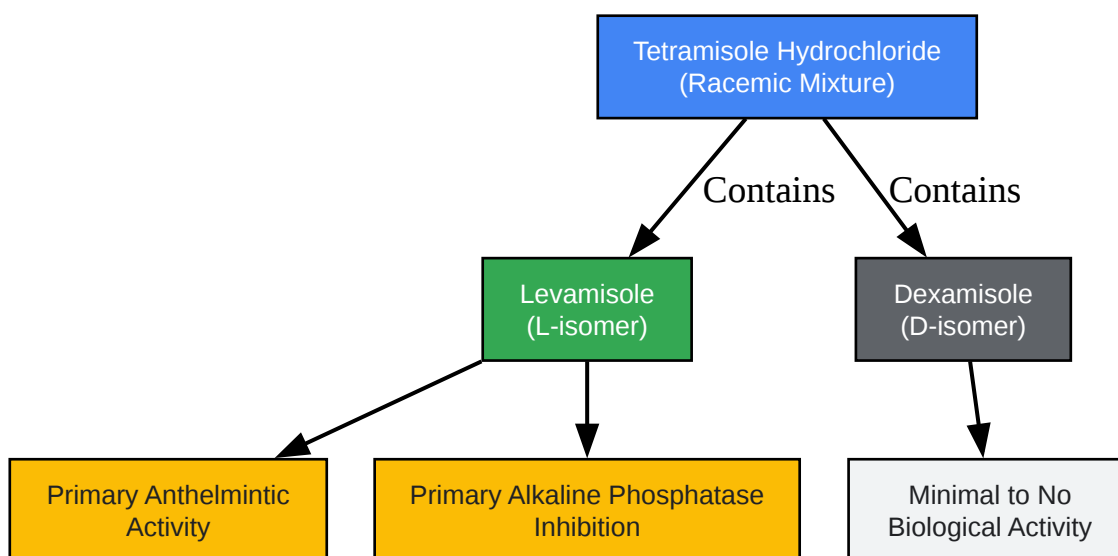 Tetramisole Hydrochloride
(Racemic Mixture)
Contains
Contains
Levamisole
(L-isomer)
Dexamisole
(D-isomer)
Primary Anthelmintic
Activity
Primary Alkaline Phosphatase
Inhibition
Minimal to No
Biological Activity